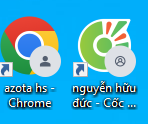 azota hs -
Chrome
nguyễn hữu
đức - Cốc ...